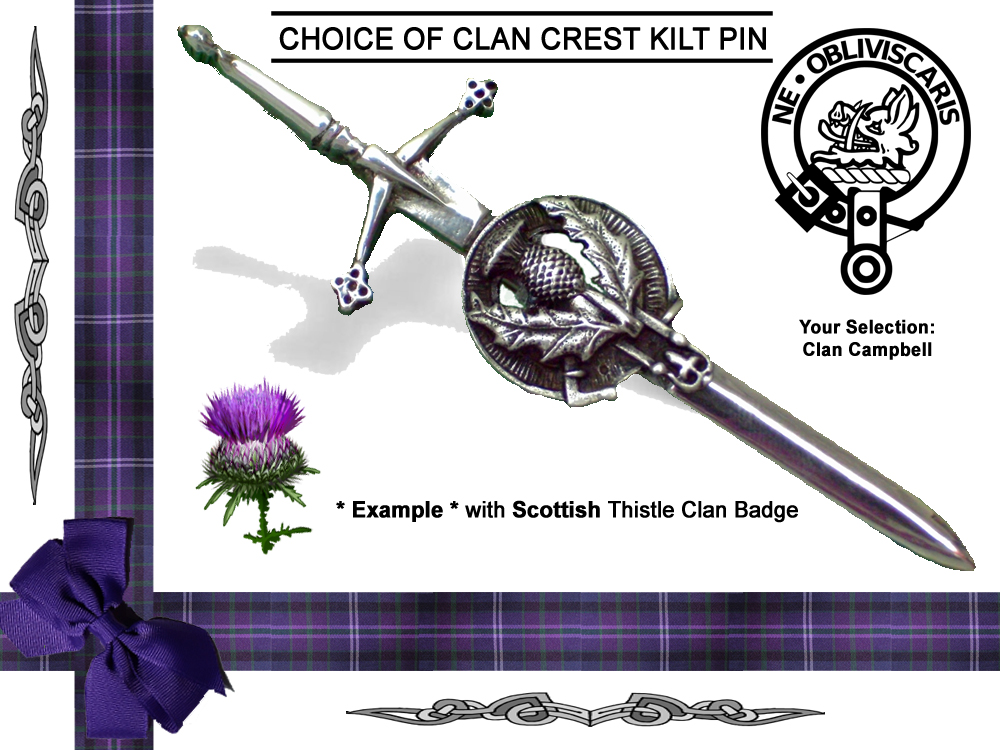 CHOICE OF CLAN CREST KILT PIN
NE • OBLIVISCARIS
Your Selection:
Clan Campbell
* Example * with Scottish Thistle Clan Badge